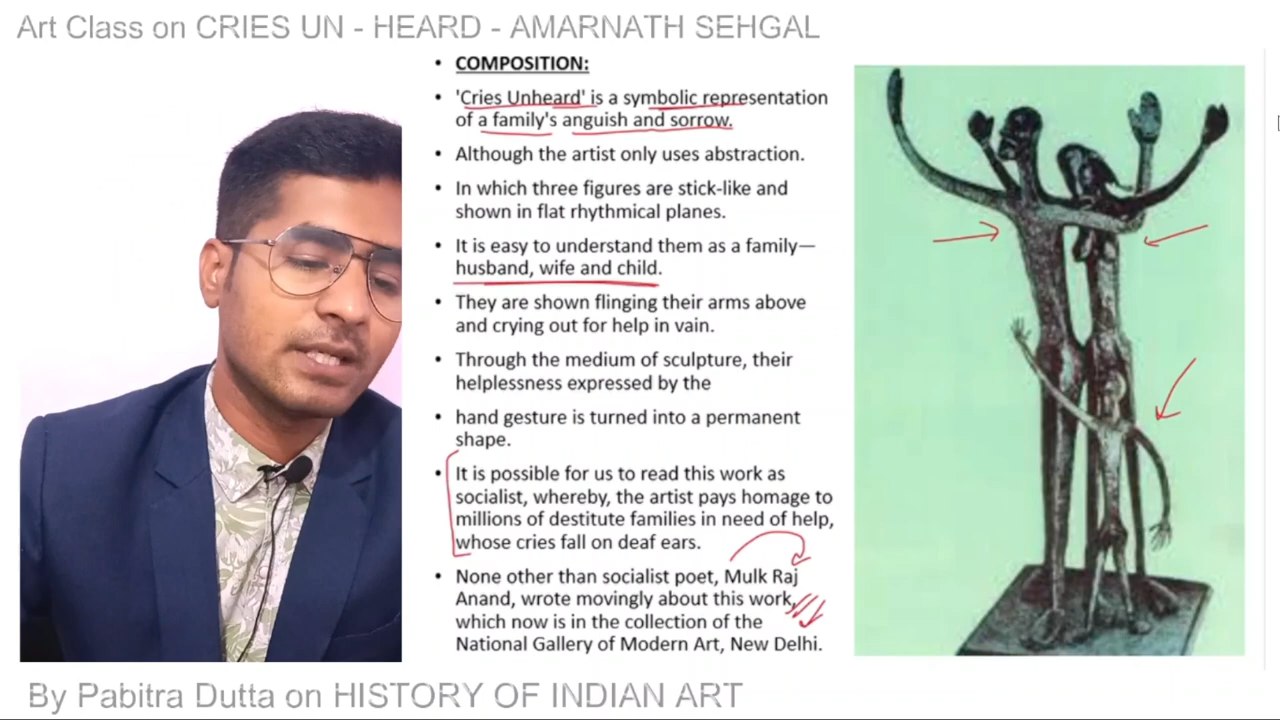 Art Class on CRIES UN - HEARD - AMARNATH SEHGAL
• COMPOSITION:
• 'Cries Unheard' is a symbolic representation
of a family's anguish and sorrow.
• Although the artist only uses abstraction.
• In which three figures are stick-like and
shown in flat rhythmical planes.
• It is easy to understand them as a family—
husband, wife and child.
• They are shown flinging their arms above
and crying out for help in vain.
• Through the medium of sculpture, their
helplessness expressed by the
• hand gesture is turned into a permanent
shape.
• It is possible for us to read this work as
socialist, whereby, the artist pays homage to
millions of destitute families in need of help,
whose cries fall on deaf ears.
• None other than socialist poet, Mulk Raj
Anand, wrote movingly about this work,
which now is in the collection of the
National Gallery of Modern Art, New Delhi.
By Pabitra Dutta on HISTORY OF INDIAN ART